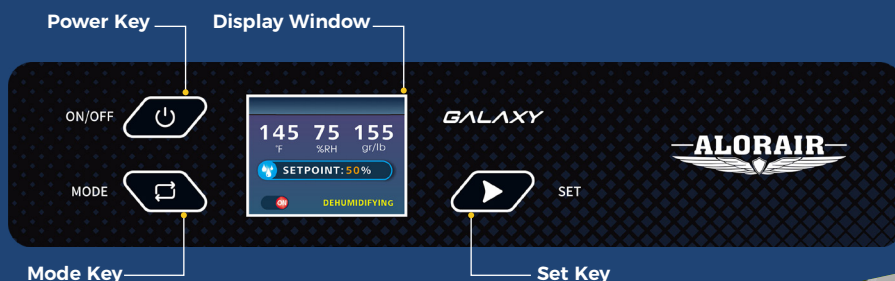 Power Key
Display Window
ON/OFF
145 75 155
°F %RH gr/lb
SETPOINT:50%
ON
DEHUMIDIFYING
GALAXY
ALORAIR
MODE
SET
Mode Key
Set Key